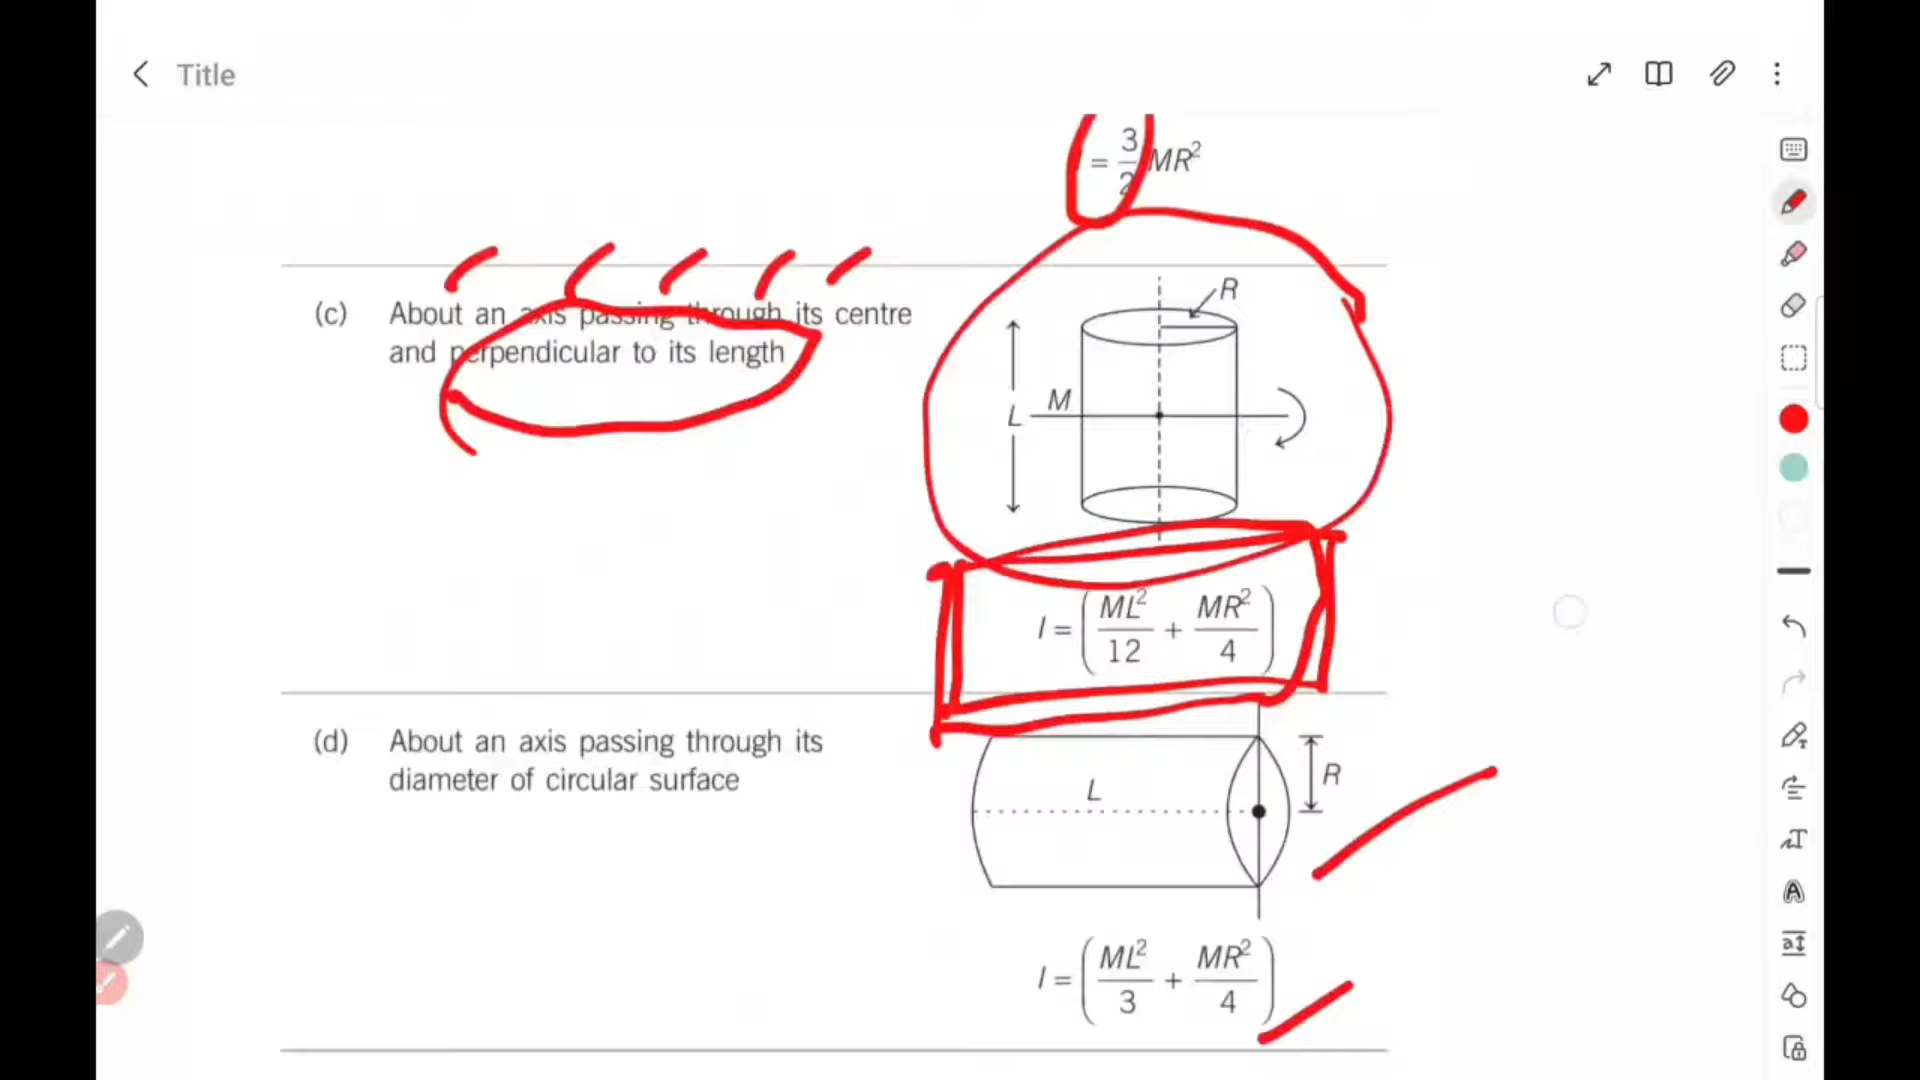 Title
I = 3/2 MR²
(c) About an axis passing through its centre
and perpendicular to its length
R
M
L
I = (ML²/12 + MR²/4)
(d) About an axis passing through its
diameter of circular surface
L
R
I = (ML²/3 + MR²/4)